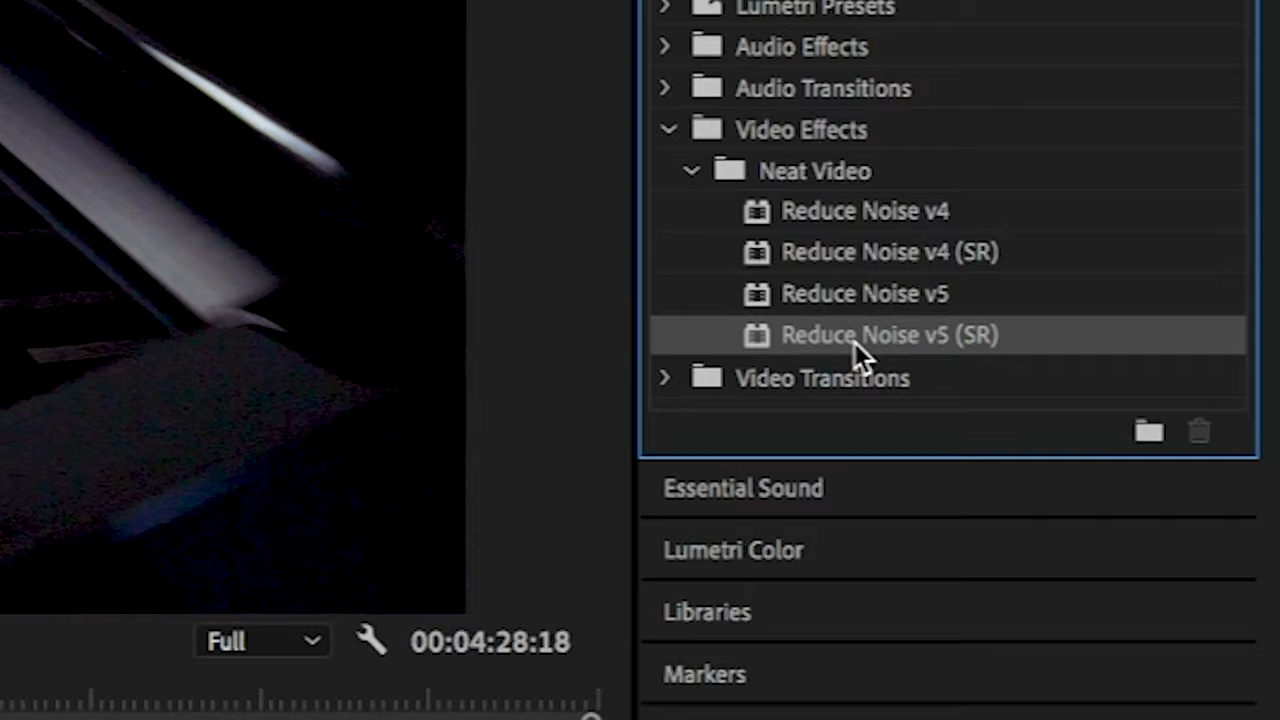 Lumetri Presets
Audio Effects
Audio Transitions
Video Effects
Neat Video
Reduce Noise v4
Reduce Noise v4 (SR)
Reduce Noise v5
Reduce Noise v5 (SR)
Video Transitions
Essential Sound
Lumetri Color
Libraries
Markers
Full
00:04:28:18